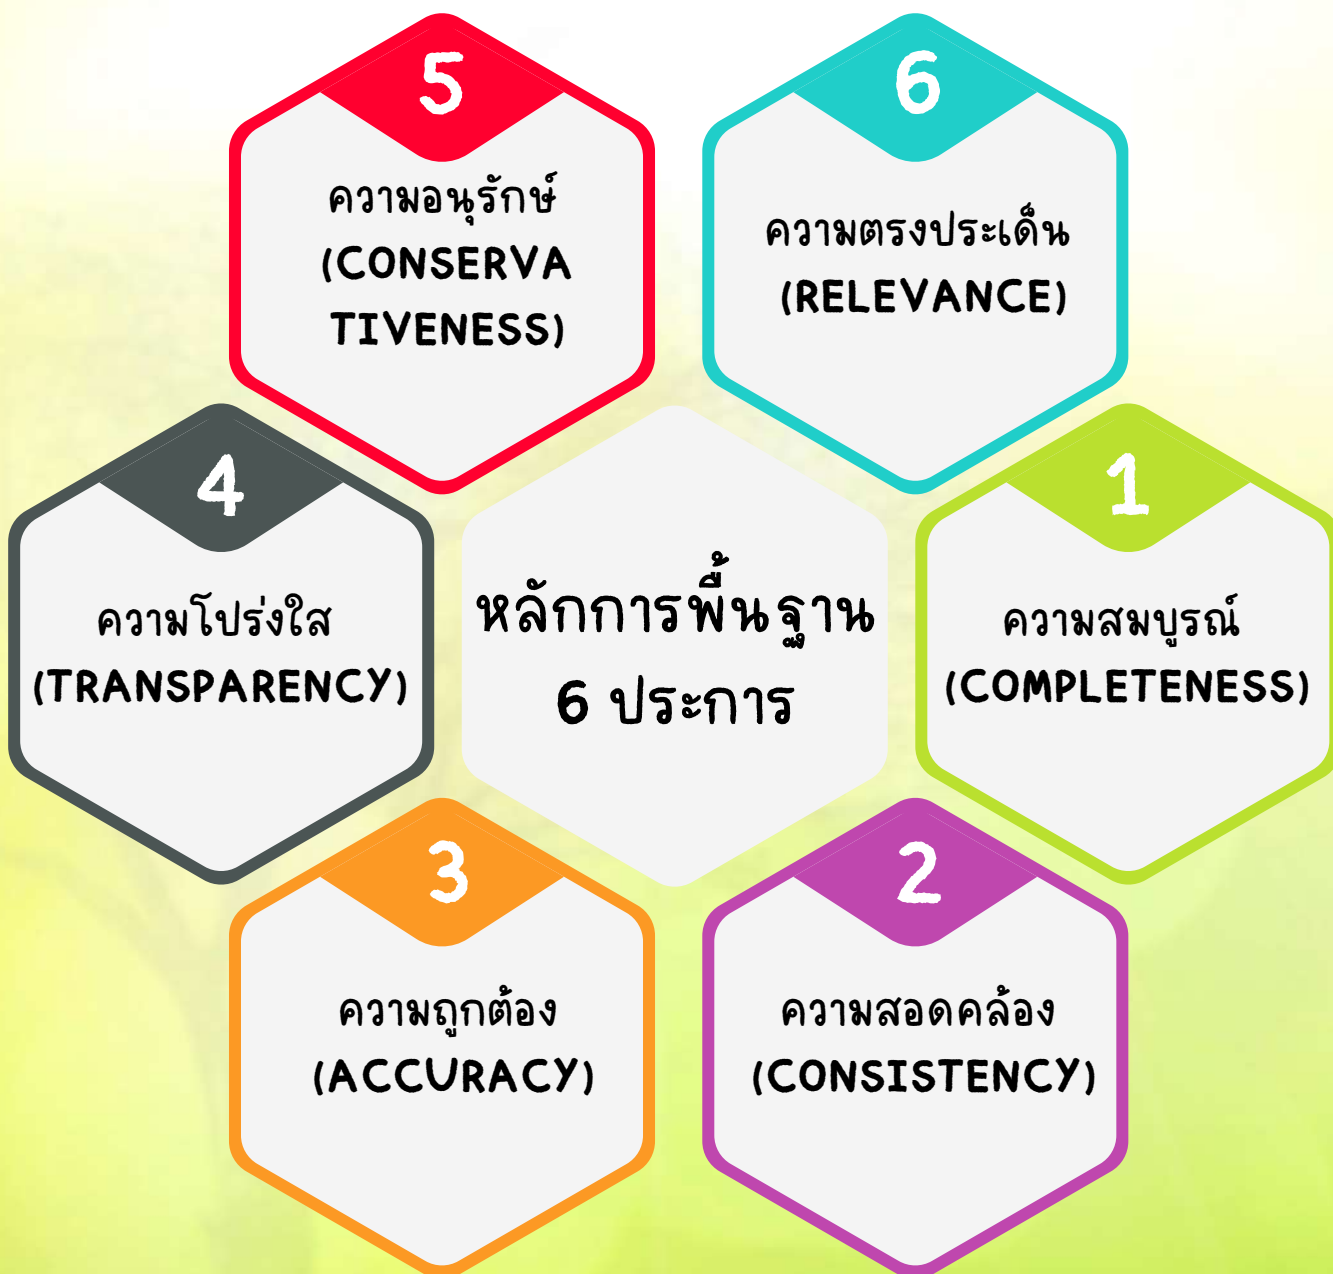 5
ความอนุรักษ์
(CONSERVA
TIVENESS)
6
ความตรงประเด็น
(RELEVANCE)
4
ความโปร่งใส
(TRANSPARENCY)
หลักการพื้นฐาน
6 ประการ
1
ความสมบูรณ์
(COMPLETENESS)
3
ความถูกต้อง
(ACCURACY)
2
ความสอดคล้อง
(CONSISTENCY)